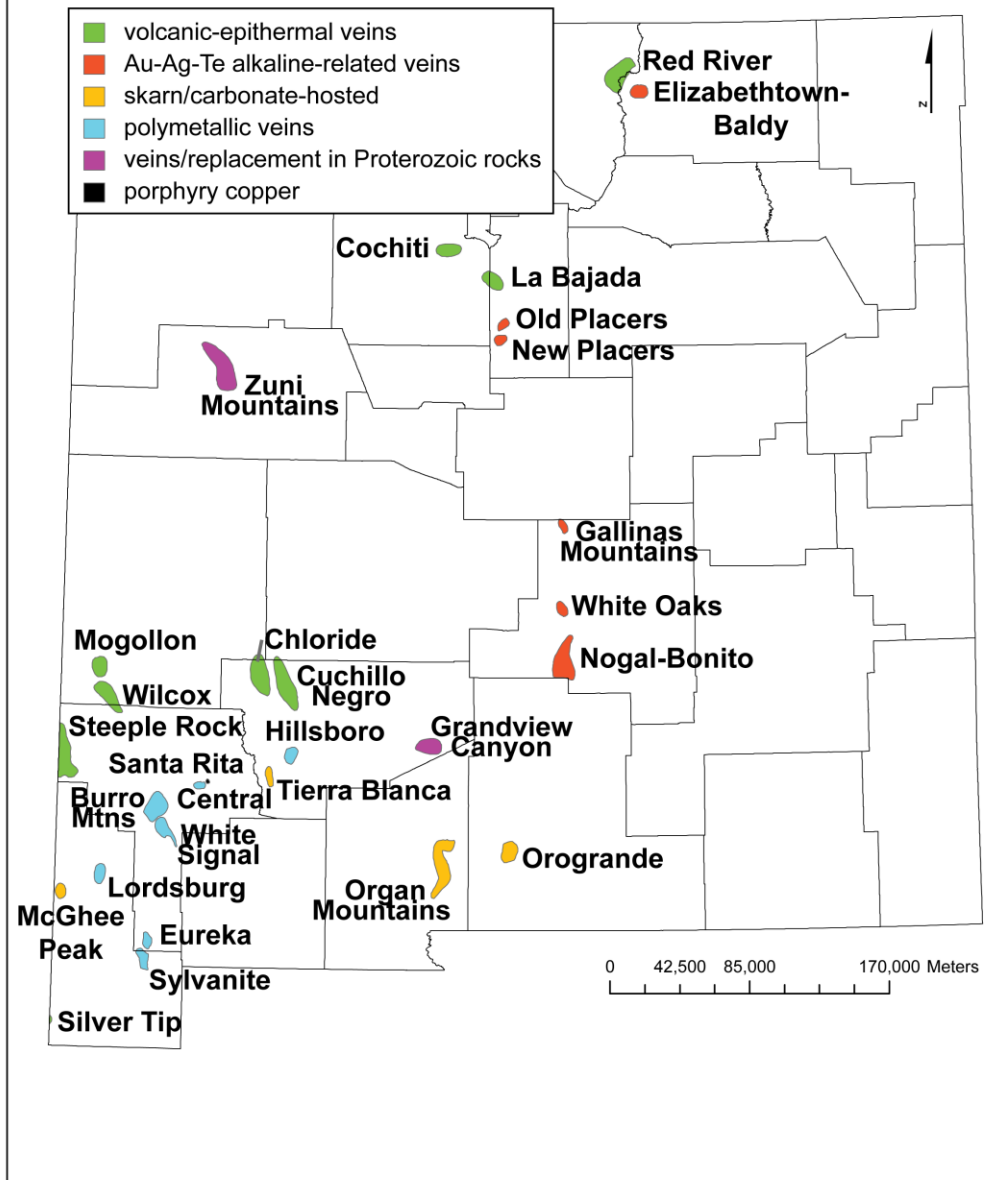 volcanic-epithermal veins
Au-Ag-Te alkaline-related veins
skarn/carbonate-hosted
polymetallic veins
veins/replacement in Proterozoic rocks
porphyry copper
Red River
Elizabethtown-
Baldy
N
Cochiti
La Bajada
Old Placers
New Placers
Zuni
Mountains
Gallinas
Mountains
White Oaks
Nogal-Bonito
Mogollon
Chloride
Cuchillo
Negro
Wilcox
Steeple Rock
Hillsboro
Grandview
Canyon
Santa Rita
Tierra Blanca
Burro
Mtns
Central
White
Signal
Lordsburg
Organ
Mountains
Orogrande
McGhee
Peak
Eureka
Sylvanite
Silver Tip
0 42,500 85,000 170,000 Meters